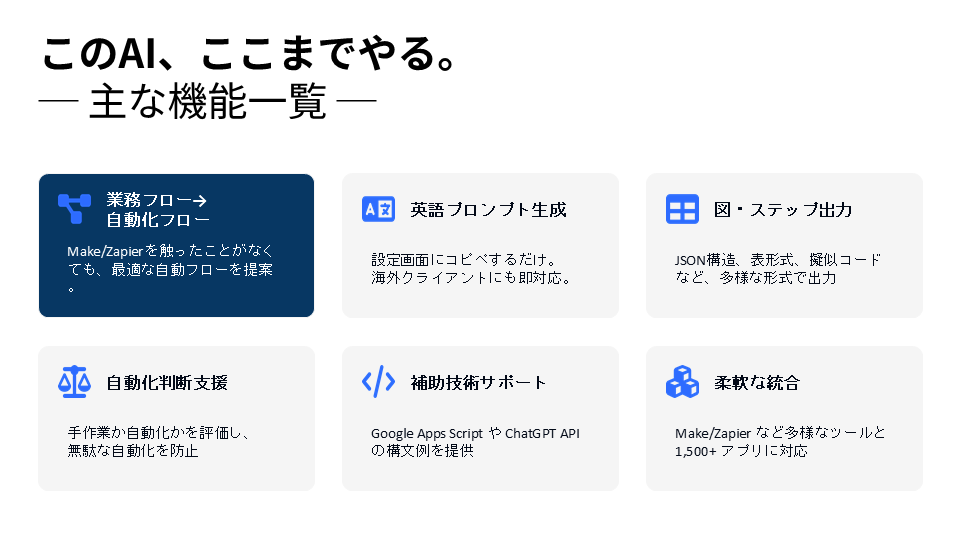 このAI、ここまでやる。
― 主な機能一覧 ―
業務フロー→
自動化フロー
Make/Zapierを触ったことがなく
ても、最適な自動フローを提案
。
英語プロンプト生成
設定画面にコピペするだけ。
海外クライアントにも即対応。
図・ステップ出力
JSON構造、表形式、擬似コード
など、多様な形式で出力
自動化判断支援
手作業か自動化かを評価し、
無駄な自動化を防止
補助技術サポート
Google Apps Script や ChatGPT API
の構文例を提供
柔軟な統合
Make/Zapier など多様なツールと
1,500+ アプリに対応